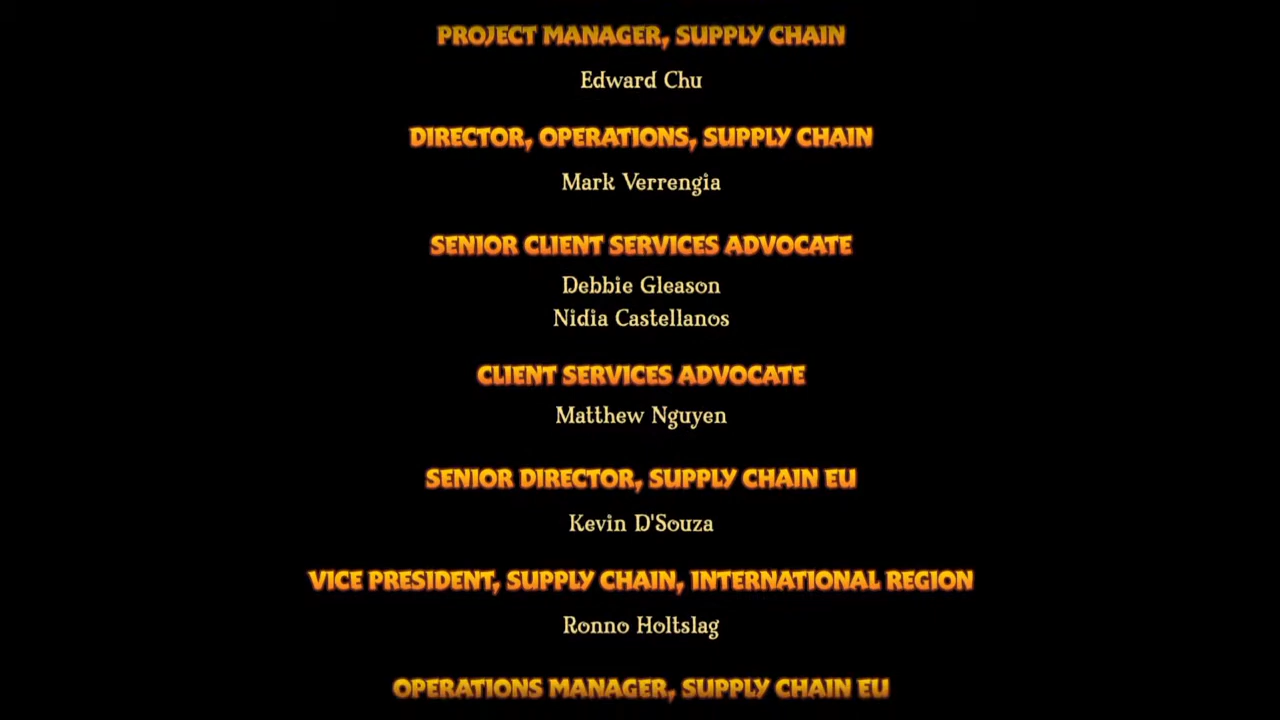 PROJECT MANAGER, SUPPLY CHAIN
Edward Chu
DIRECTOR, OPERATIONS, SUPPLY CHAIN
Mark Verrengia
SENIOR CLIENT SERVICES ADVOCATE
Debbie Gleason
Nidia Castellanos
CLIENT SERVICES ADVOCATE
Matthew Nguyen
SENIOR DIRECTOR, SUPPLY CHAIN EU
Kevin D'Souza
VICE PRESIDENT, SUPPLY CHAIN, INTERNATIONAL REGION
Ronno Holtslag
OPERATIONS MANAGER, SUPPLY CHAIN EU